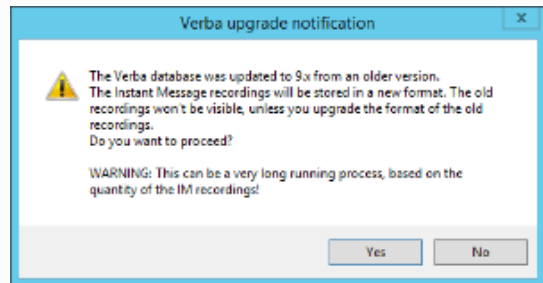 Verba upgrade notification
x
The Verba database was updated to 9.x from an older version.
The Instant Message recordings will be stored in a new format. The old
recordings won't be visible, unless you upgrade the format of the old
recordings.
Do you want to proceed?
WARNING: This can be a very long running process, based on the
quantity of the IM recordings!
Yes
No